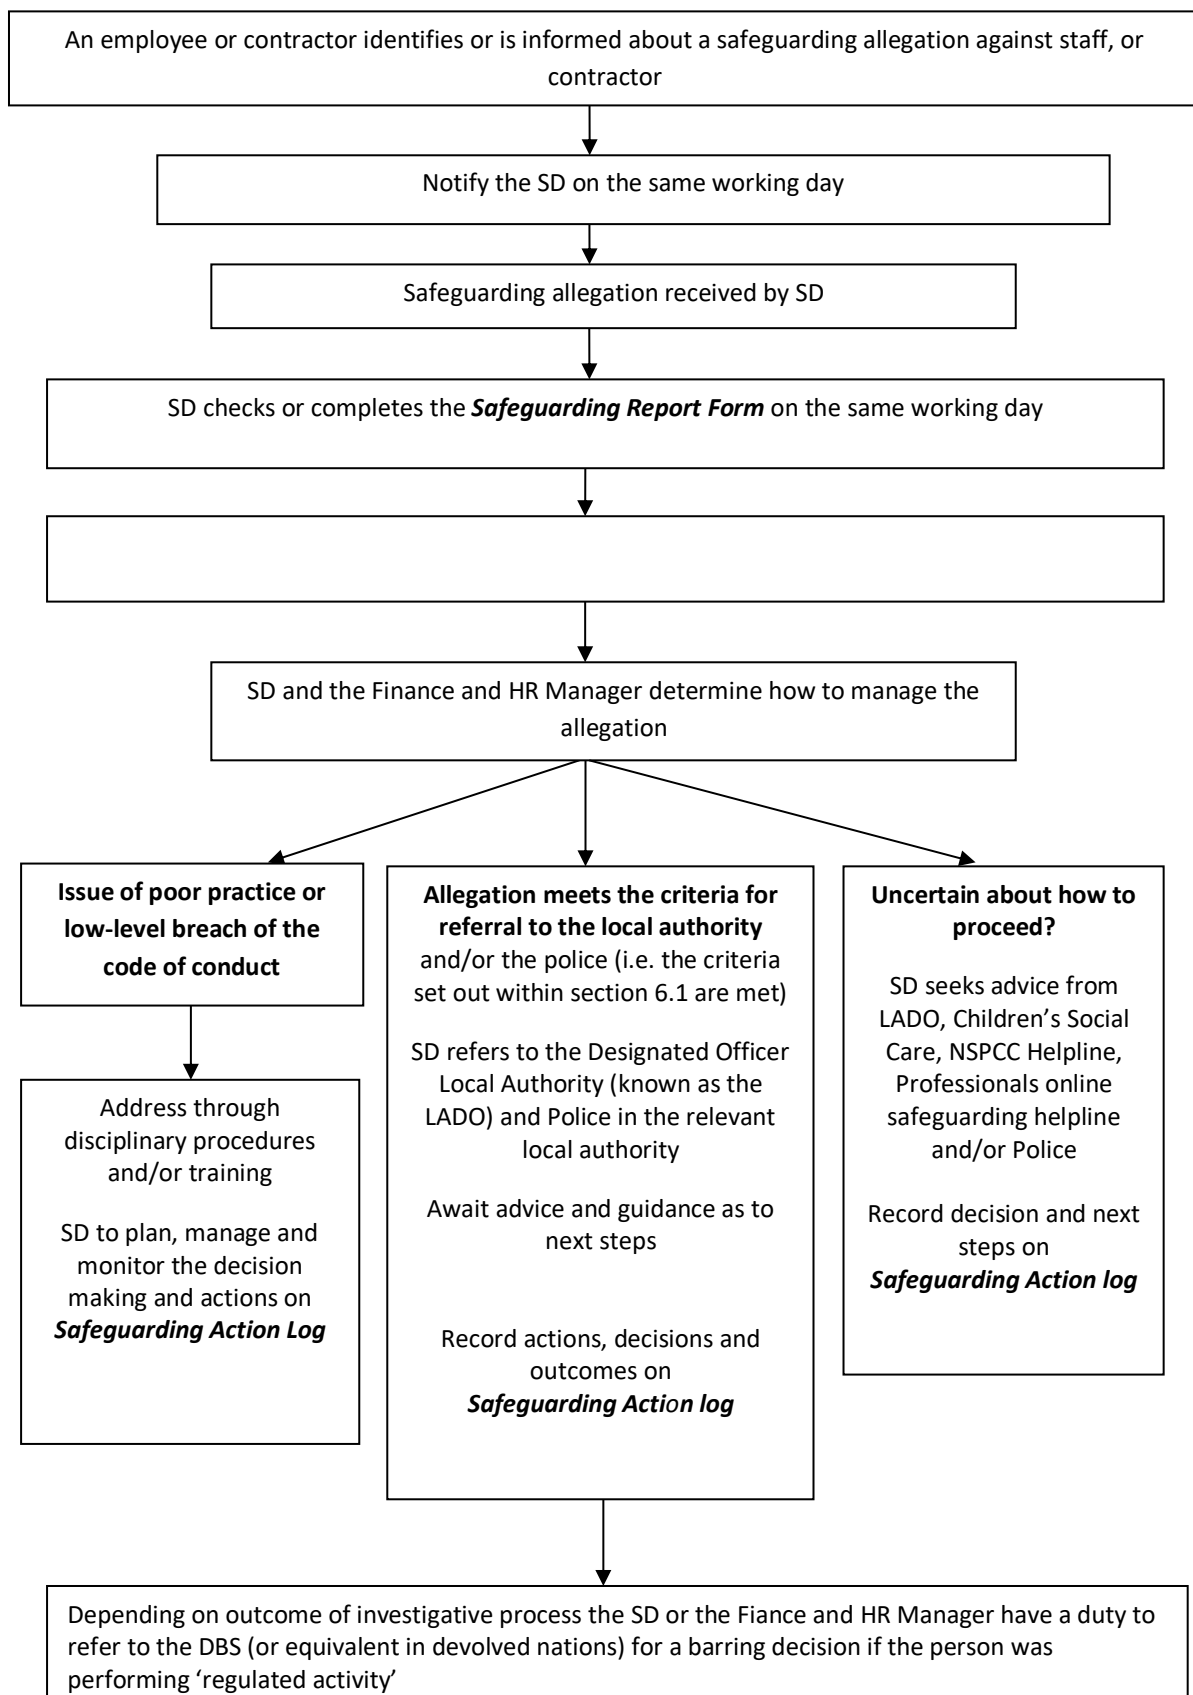 An employee or contractor identifies or is informed about a safeguarding allegation against staff, or
contractor
Notify the SD on the same working day
Safeguarding allegation received by SD
SD checks or completes the Safeguarding Report Form on the same working day
SD and the Finance and HR Manager determine how to manage the
allegation
Issue of poor practice or
low-level breach of the
code of conduct
Address through
disciplinary procedures
and/or training
SD to plan, manage and
monitor the decision
making and actions on
Safeguarding Action Log
Allegation meets the criteria for
referral to the local authority
and/or the police (i.e. the criteria
set out within section 6.1 are met)
SD refers to the Designated Officer
Local Authority (known as the
LADO) and Police in the relevant
local authority
Await advice and guidance as to
next steps
Record actions, decisions and
outcomes on
Safeguarding Action log
Uncertain about how to
proceed?
SD seeks advice from
LADO, Children’s Social
Care, NSPCC Helpline,
Professionals online
safeguarding helpline
and/or Police
Record decision and next
steps on
Safeguarding Action log
Depending on outcome of investigative process the SD or the Fiance and HR Manager have a duty to
refer to the DBS (or equivalent in devolved nations) for a barring decision if the person was
performing ‘regulated activity’